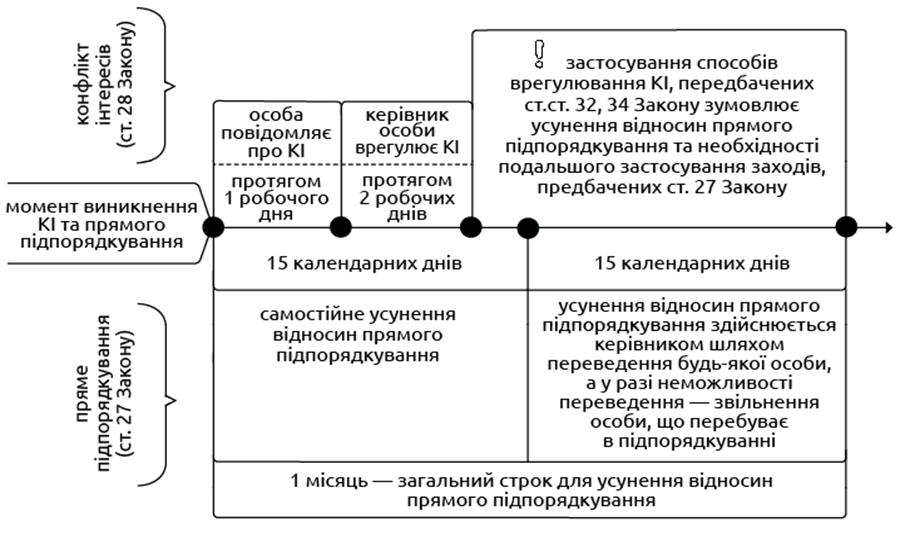 конфлікт
інтересів
(ст. 28 Закону)
особа
повідомляє
про КІ
протягом
1 робочого
дня
керівник
особи
врегулює КІ
протягом
2 робочих
днів
!
застосування способів
врегулювання КІ, передбачених
ст.ст. 32, 34 Закону зумовлює
усунення відносин прямого
підпорядкування та необхідності
подальшого застосування заходів,
предбачених ст. 27 Закону
момент виникнення
КІ та прямого
підпорядкування
15 календарних днів
15 календарних днів
пряме
підпорядкування
(ст. 27 Закону)
самостійне усунення
відносин прямого
підпорядкування
усунення відносин прямого
підпорядкування здійснюється
керівником шляхом
переведення будь-якої особи,
а у разі неможливості
переведення — звільнення
особи, що перебуває
в підпорядкуванні
1 місяць — загальний строк для усунення відносин
прямого підпорядкування